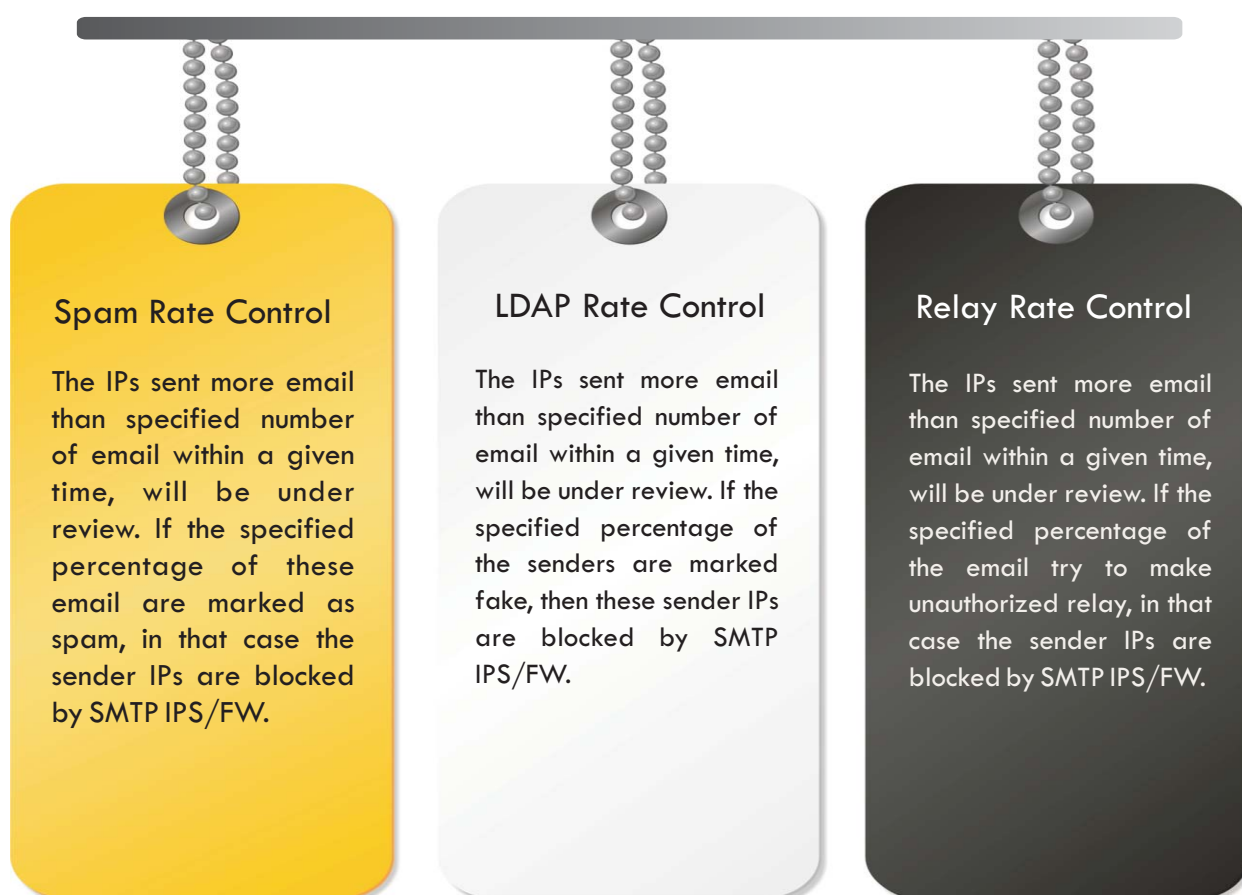 Spam Rate Control
The IPs sent more email
than specified number
of email within a given
time, will be under
review. If the specified
percentage of these
email are marked as
spam, in that case the
sender IPs are blocked
by SMTP IPS/FW.
LDAP Rate Control
The IPs sent more email
than specified number of
email within a given time,
will be under review. If the
specified percentage of
the senders are marked
fake, then these sender IPs
are blocked by SMTP
IPS/FW.
Relay Rate Control
The IPs sent more email
than specified number of
email within a given time,
will be under review. If the
specified percentage of
the email try to make
unauthorized relay, in that
case the sender IPs are
blocked by SMTP IPS/FW.